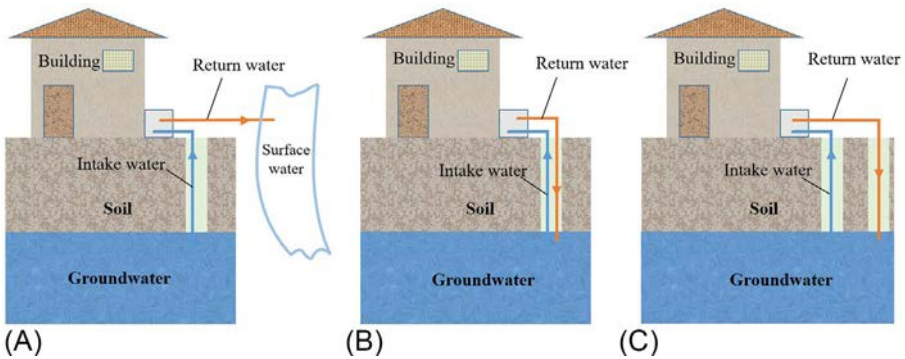 Building
Return water
Intake water
Surface
water
Soil
Groundwater
(A)
Building
Return water
Intake water
Soil
Groundwater
(B)
Building
Return water
Intake water
Soil
Groundwater
(C)